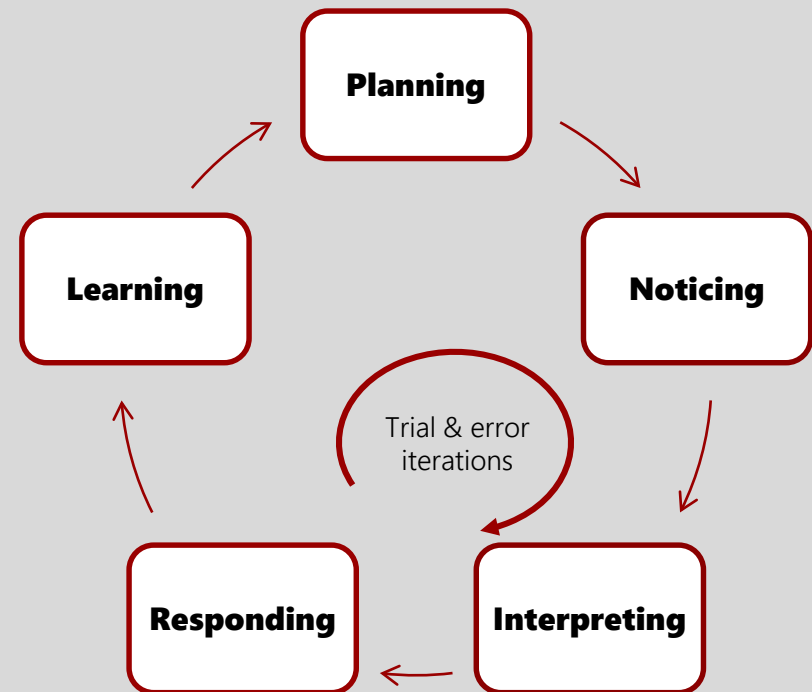 Planning
Learning
Noticing
Trial & error
iterations
Responding
Interpreting